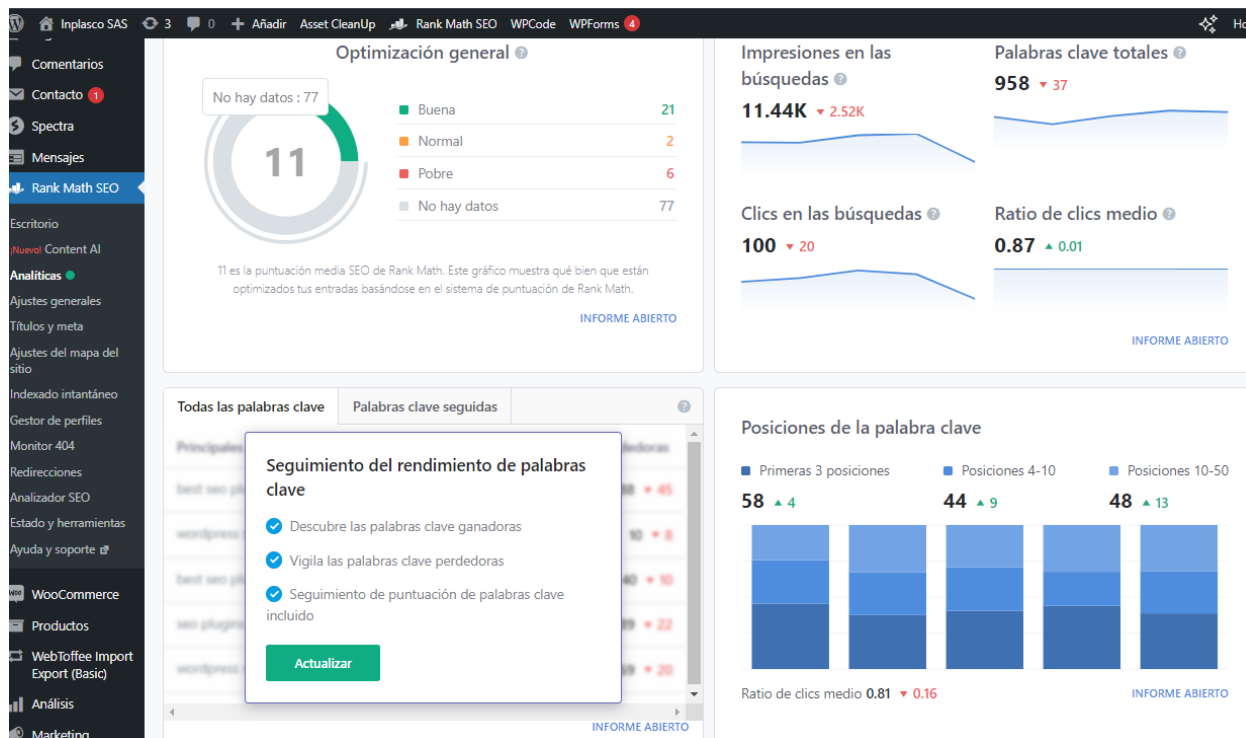 Inplasco SAS 3 0 + Añadir Asset CleanUp Rank Math SEO WPCode WPForms 4
Comentarios
Contacto 1
Spectra
Mensajes
Rank Math SEO
Escritorio
¡Nuevo! Content AI
Analíticas
Ajustes generales
Títulos y meta
Ajustes del mapa del
sitio
Indexado intantáneo
Gestor de perfiles
Monitor 404
Redirecciones
Analizador SEO
Estado y herramientas
Ayuda y soporte
WooCommerce
Productos
WebToffee Import
Export (Basic)
Análisis
Marketing
Optimización general
No hay datos : 77
11
Buena 21
Normal 2
Pobre 6
No hay datos 77
11 es la puntuación media SEO de Rank Math. Este gráfico muestra qué bien que están
optimizados tus entradas basándose en el sistema de puntuación de Rank Math.
INFORME ABIERTO
Impresiones en las
búsquedas
11.44K 2.52K
Palabras clave totales
958 37
Clics en las búsquedas
100 20
Ratio de clics medio
0.87 0.01
INFORME ABIERTO
Todas las palabras clave Palabras clave seguidas
Seguimiento del rendimiento de palabras
clave
Descubre las palabras clave ganadoras
Vigila las palabras clave perdedoras
Seguimiento de puntuación de palabras clave
incluido
Actualizar
INFORME ABIERTO
Posiciones de la palabra clave
Primeras 3 posiciones Posiciones 4-10 Posiciones 10-50
58 4 44 9 48 13
Ratio de clics medio 0.81 0.16 INFORME ABIERTO